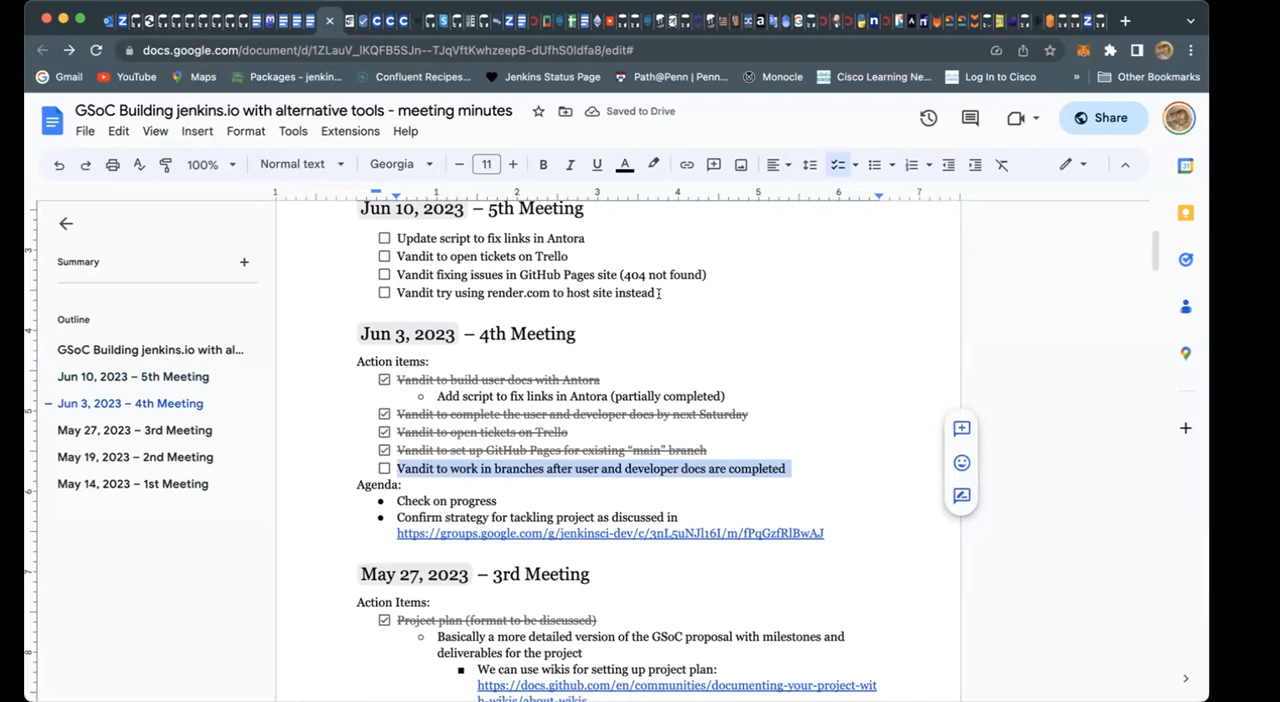 docs.google.com/document/d/1ZLauV_lKQFB5SJn--TJqVftKwhzeepB-dUfhS0Idfa8/edit#
Gmail YouTube Maps Packages - jenkin... Confluent Recipes... Jenkins Status Page Path@Penn | Penn... Monocle Cisco Learning Ne... Log In to Cisco » Other Bookmarks
GSoC Building jenkins.io with alternative tools - meeting minutes Saved to Drive
File Edit View Insert Format Tools Extensions Help
Share
100% Normal text Georgia 11
1 1 2 3 4 5 6 7
Summary
Outline
GSoC Building jenkins.io with al...
Jun 10, 2023 – 5th Meeting
Jun 3, 2023 – 4th Meeting
May 27, 2023 – 3rd Meeting
May 19, 2023 – 2nd Meeting
May 14, 2023 – 1st Meeting
Jun 10, 2023 – 5th Meeting
Update script to fix links in Antora
Vandit to open tickets on Trello
Vandit fixing issues in GitHub Pages site (404 not found)
Vandit try using render.com to host site instead
Jun 3, 2023 – 4th Meeting
Action items:
Vandit to build user docs with Antora
Add script to fix links in Antora (partially completed)
Vandit to complete the user and developer docs by next Saturday
Vandit to open tickets on Trello
Vandit to set up GitHub Pages for existing “main” branch
Vandit to work in branches after user and developer docs are completed
Agenda:
Check on progress
Confirm strategy for tackling project as discussed in
https://groups.google.com/g/jenkinsci-dev/c/3nL5uNJl16I/m/fPqGzfRlBwAJ
May 27, 2023 – 3rd Meeting
Action Items:
Project plan (format to be discussed)
Basically a more detailed version of the GSoC proposal with milestones and
deliverables for the project
We can use wikis for setting up project plan:
https://docs.github.com/en/communities/documenting-your-project-wit
h-wikis/about-wikis